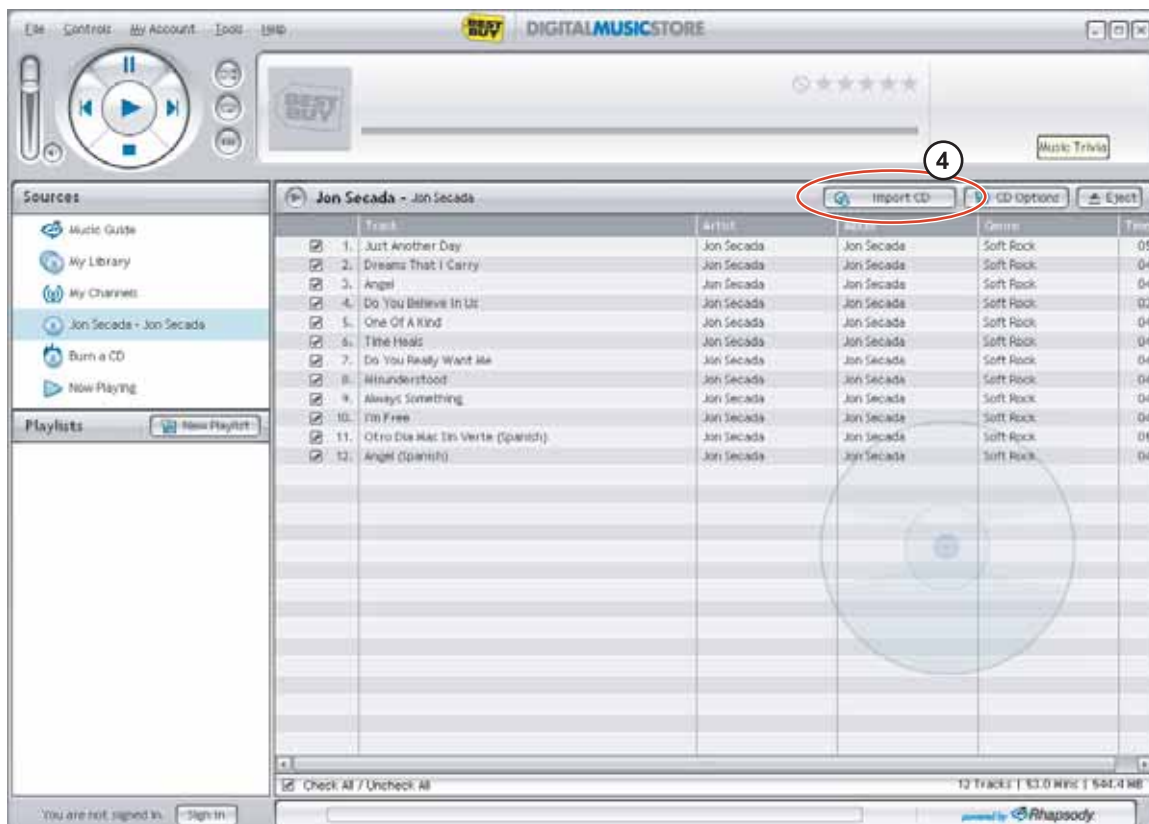 File Controls My Account Tools Help
BEST BUY DIGITALMUSICSTORE
BEST BUY
Music Trivia
4
Sources
Jon Secada - Jon Secada
Import CD
CD Options
Eject
Track Artist Album Genre
1. Just Another Day Jon Secada Jon Secada Soft Rock
2. Dreams That I Carry Jon Secada Jon Secada Soft Rock
3. Angel Jon Secada Jon Secada Soft Rock
4. Do You Believe In Us Jon Secada Jon Secada Soft Rock
5. One Of A Kind Jon Secada Jon Secada Soft Rock
6. Time Heals Jon Secada Jon Secada Soft Rock
7. Do You Really Want Me Jon Secada Jon Secada Soft Rock
8. Misunderstood Jon Secada Jon Secada Soft Rock
9. Always Something Jon Secada Jon Secada Soft Rock
10. I'm Free Jon Secada Jon Secada Soft Rock
11. Otro Dia Mas Sin Verte (Spanish) Jon Secada Jon Secada Soft Rock
12. Angel (Spanish) Jon Secada Jon Secada Soft Rock
Music Guide
My Library
My Channels
Jon Secada - Jon Secada
Burn a CD
Now Playing
Playlists New Playlist
Check All / Uncheck All
12 Tracks | 53.0 Mins | 544.4 MB
You are not signed in. Sign In
powered by Rhapsody